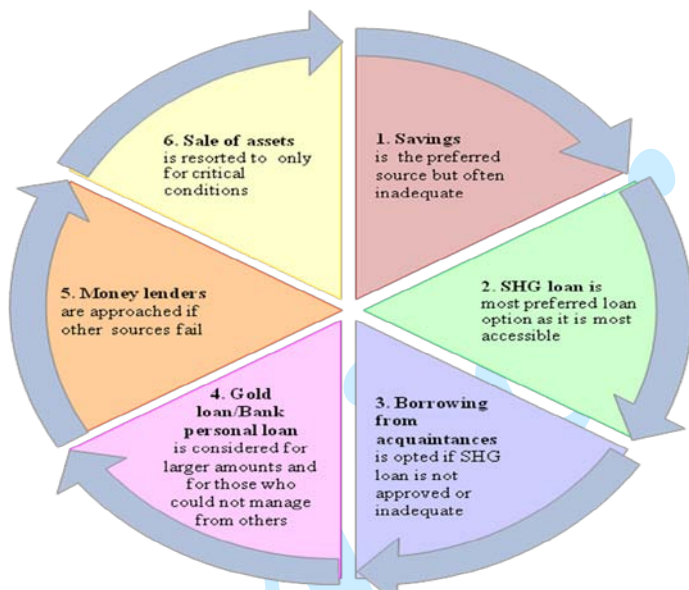 1. Savings
is the preferred
source but often
inadequate
2. SHG loan is
most preferred loan
option as it is most
accessible
3. Borrowing
from
acquaintances
is opted if SHG
loan is not
approved or
inadequate
4. Gold
loan/Bank
personal loan
is considered for
larger amounts and
for those who
could not manage
from others
5. Money lenders
are approached if
other sources fail
6. Sale of assets
is resorted to only
for critical
conditions